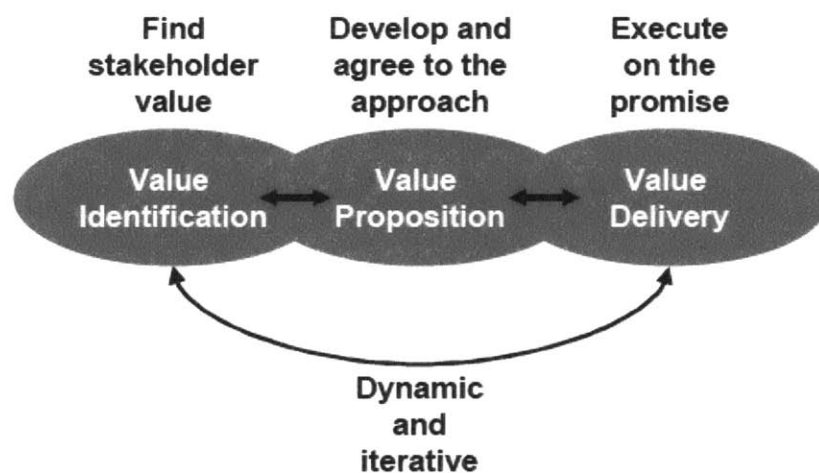 Find
stakeholder
value
Develop and
agree to the
approach
Execute
on the
promise
Value
Identification
Value
Proposition
Value
Delivery
Dynamic
and
iterative